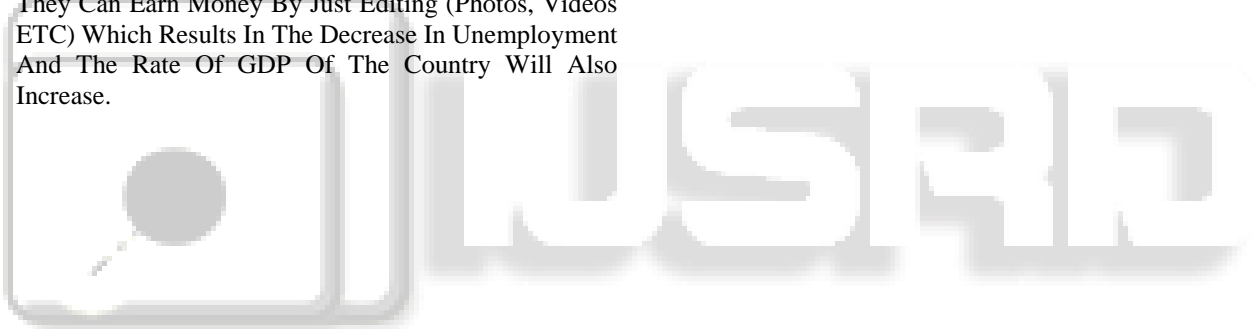 They Can Earn Money By Just Editing (Photos, Videos
ETC) Which Results In The Decrease In Unemployment
And The Rate Of GDP Of The Country Will Also
Increase.
IJSRD